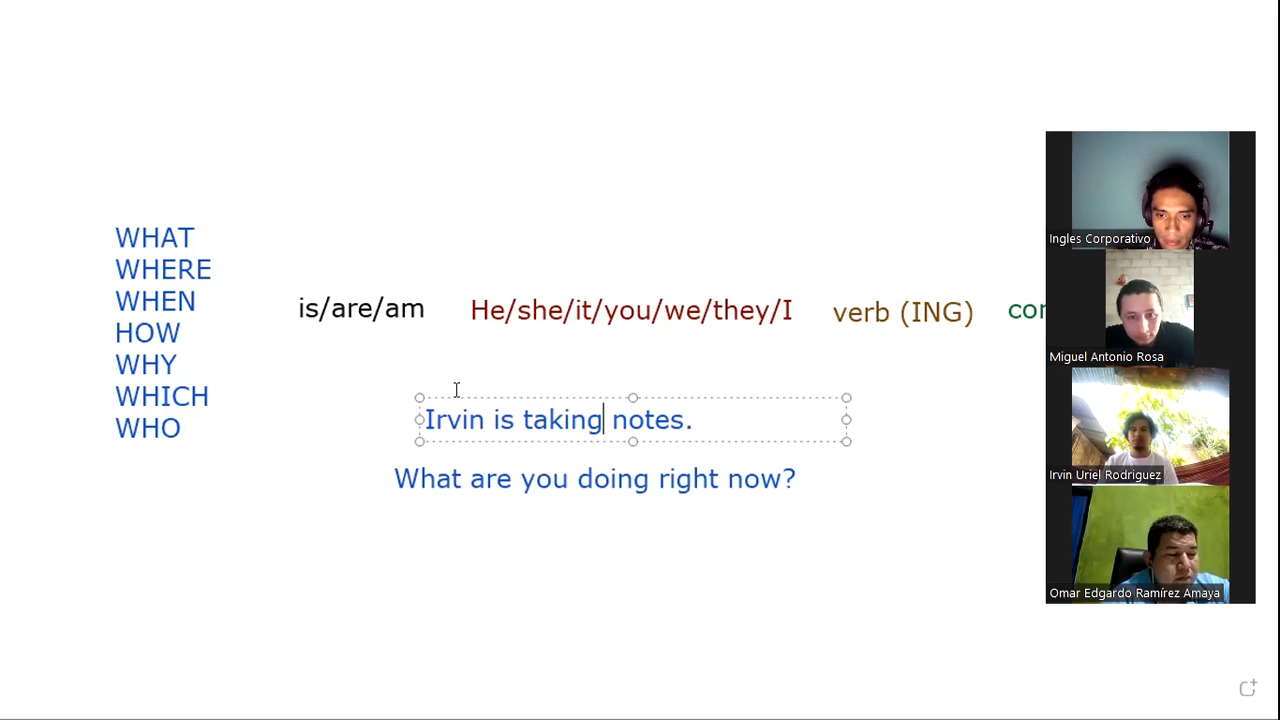 WHAT
WHERE
WHEN
HOW
WHY
WHICH
WHO
is/are/am
He/she/it/you/we/they/I
verb (ING)
Irvin is taking notes.
What are you doing right now?
Ingles Corporativo
Miguel Antonio Rosa
Irvin Uriel Rodriguez
Omar Edgardo Ramírez Amaya